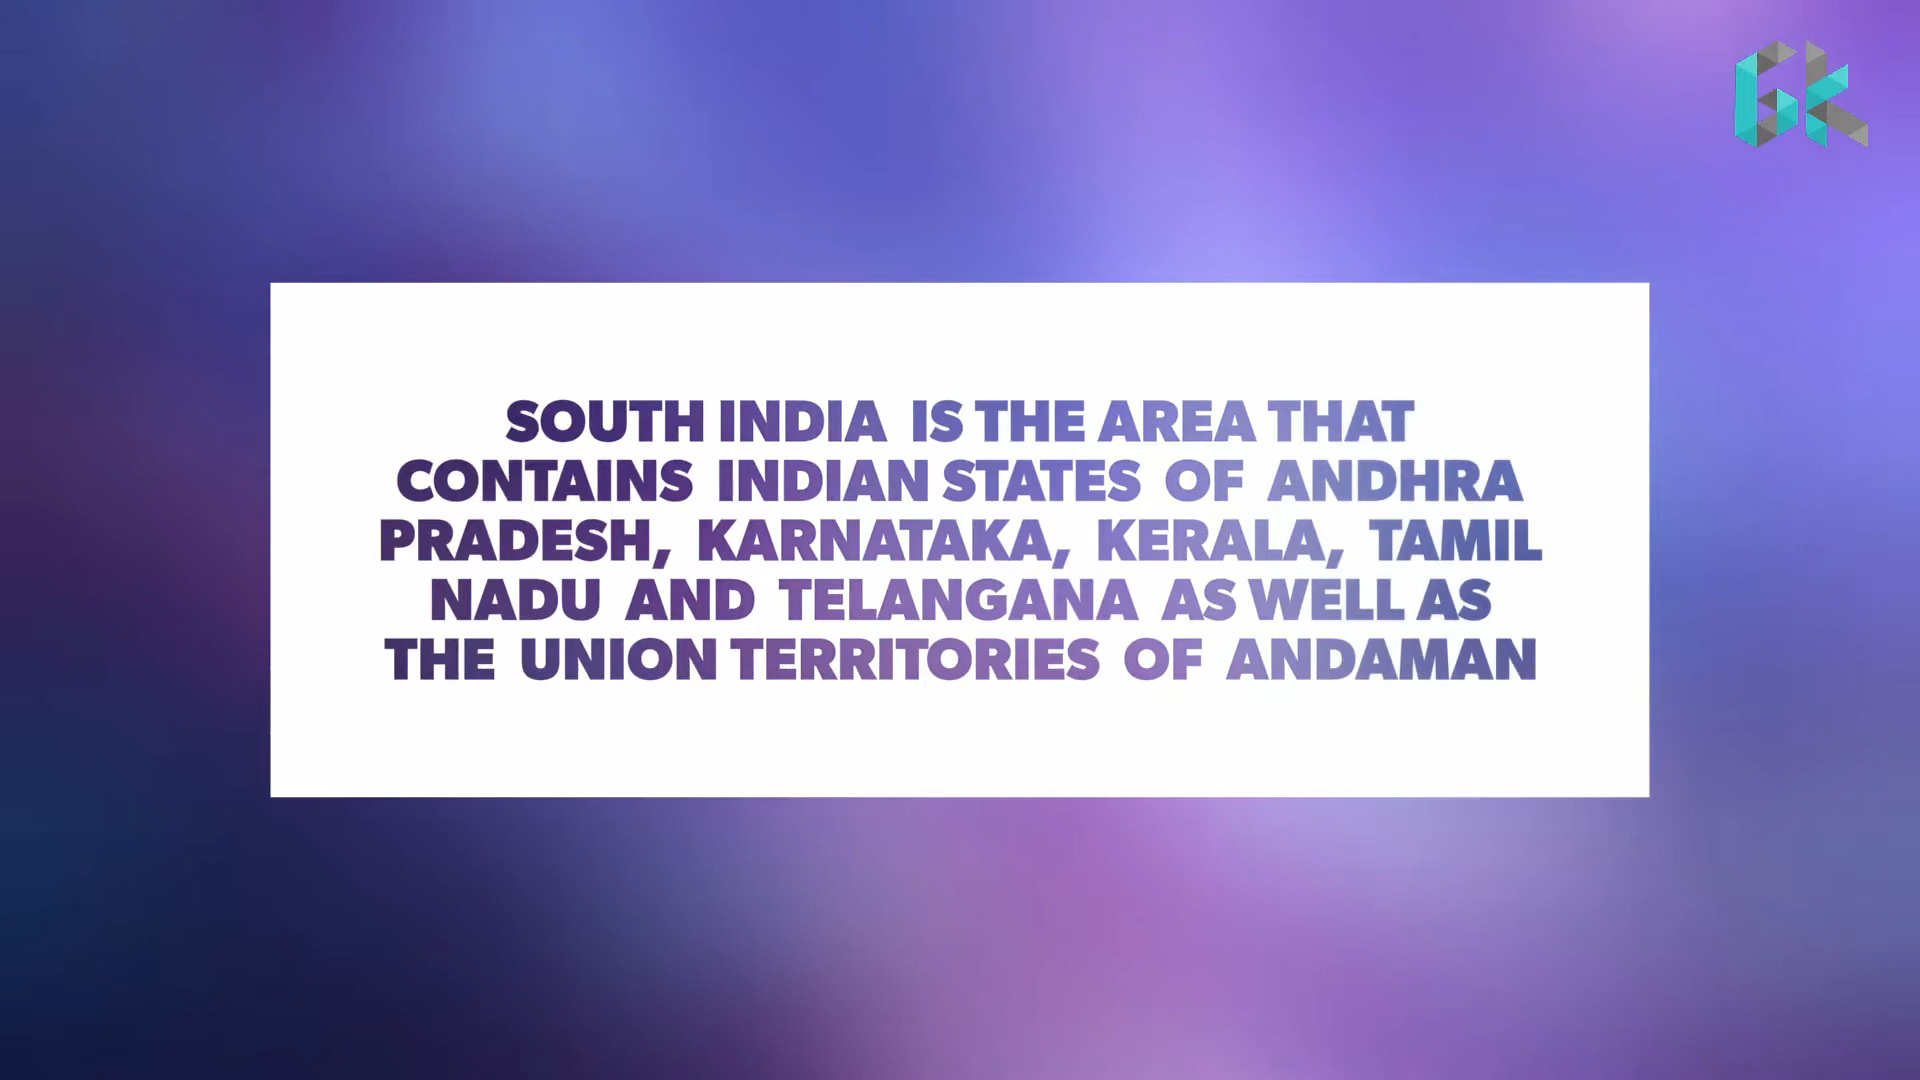 GK
SOUTH INDIA IS THE AREA THAT
CONTAINS INDIAN STATES OF ANDHRA
PRADESH, KARNATAKA, KERALA, TAMIL
NADU AND TELANGANA AS WELL AS
THE UNION TERRITORIES OF ANDAMAN